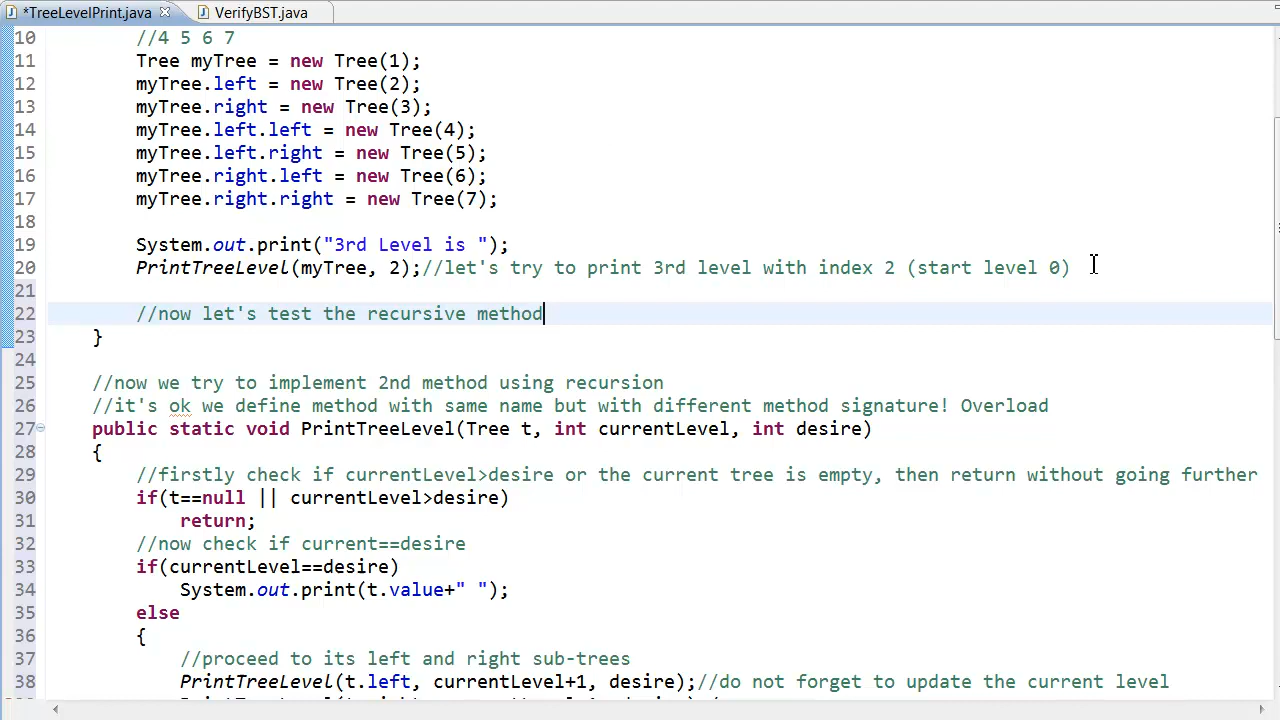 *TreeLevelPrint.java VerifyBST.java
10 //4 5 6 7
11 Tree myTree = new Tree(1);
12 myTree.left = new Tree(2);
13 myTree.right = new Tree(3);
14 myTree.left.left = new Tree(4);
15 myTree.left.right = new Tree(5);
16 myTree.right.left = new Tree(6);
17 myTree.right.right = new Tree(7);
18
19 System.out.print("3rd Level is ");
20 PrintTreeLevel(myTree, 2);//let's try to print 3rd level with index 2 (start level 0)
21
22 //now let's test the recursive method
23 }
24
25 //now we try to implement 2nd method using recursion
26 //it's ok we define method with same name but with different method signature! Overload
27 public static void PrintTreeLevel(Tree t, int currentLevel, int desire)
28 {
29 //firstly check if currentLevel>desire or the current tree is empty, then return without going further
30 if(t==null || currentLevel>desire)
31 return;
32 //now check if current==desire
33 if(currentLevel==desire)
34 System.out.print(t.value+" ");
35 else
36 {
37 //proceed to its left and right sub-trees
38 PrintTreeLevel(t.left, currentLevel+1, desire);//do not forget to update the current level